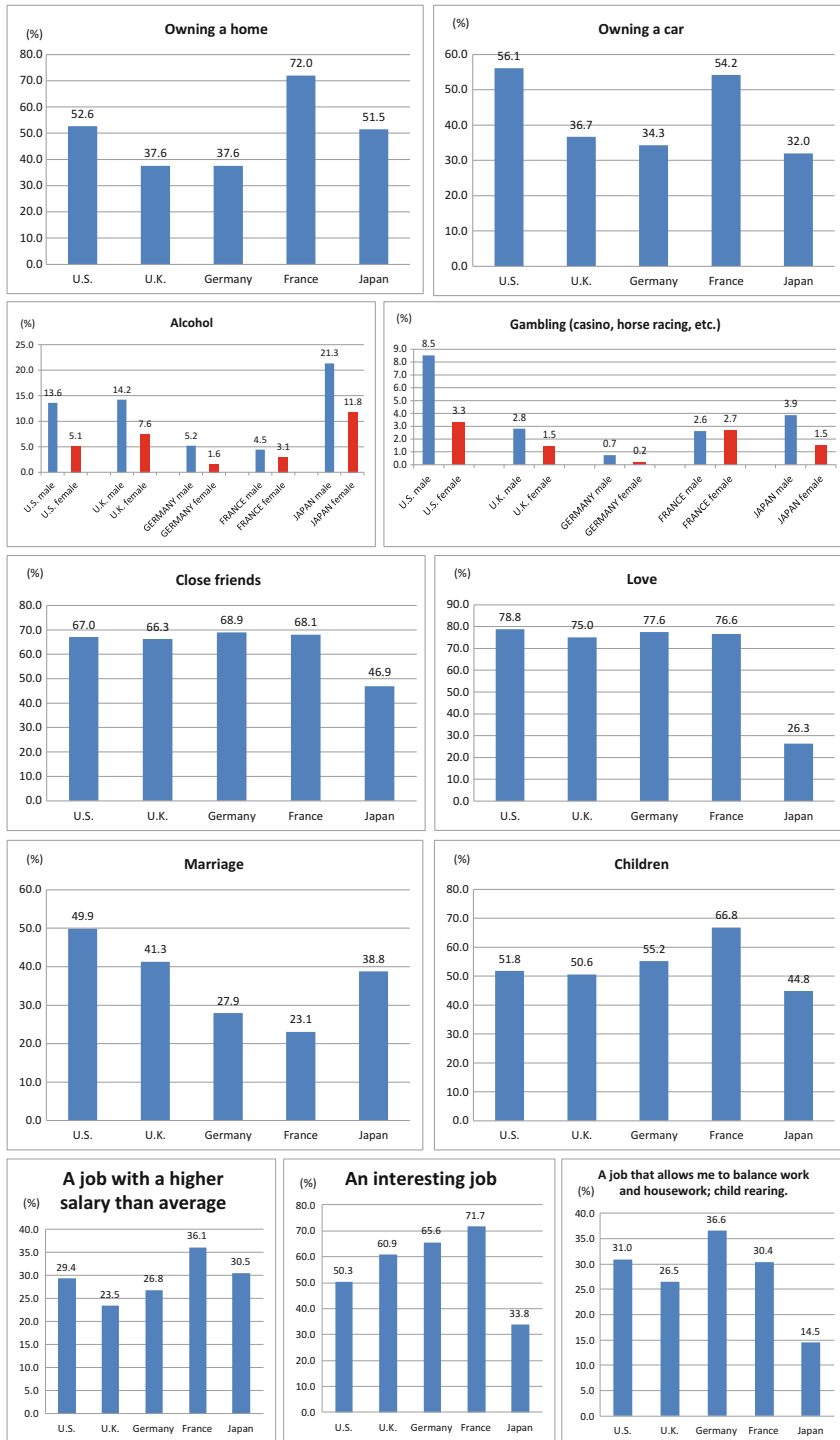 (%)
Owning a home
80.0
70.0
60.0
50.0
40.0
30.0
20.0
10.0
0.0
52.6
37.6
37.6
72.0
51.5
U.S.
U.K.
Germany
France
Japan
(%)
Owning a car
60.0
50.0
40.0
30.0
20.0
10.0
0.0
56.1
36.7
34.3
54.2
32.0
U.S.
U.K.
Germany
France
Japan
(%)
Alcohol
25.0
20.0
15.0
10.0
5.0
0.0
13.6
5.1
14.2
7.6
5.2
1.6
4.5
3.1
21.3
11.8
U.S. male
U.S. female
U.K. male
U.K. female
GERMANY male
GERMANY female
FRANCE male
FRANCE female
JAPAN male
JAPAN female
(%)
Gambling (casino, horse racing, etc.)
9.0
8.0
7.0
6.0
5.0
4.0
3.0
2.0
1.0
0.0
8.5
3.3
2.8
1.5
0.7
0.2
2.6
2.7
3.9
1.5
U.S. male
U.S. female
U.K. male
U.K. female
GERMANY male
GERMANY female
FRANCE male
FRANCE female
JAPAN male
JAPAN female
(%)
Close friends
80.0
70.0
60.0
50.0
40.0
30.0
20.0
10.0
0.0
67.0
66.3
68.9
68.1
46.9
U.S.
U.K.
Germany
France
Japan
(%)
Love
90.0
80.0
70.0
60.0
50.0
40.0
30.0
20.0
10.0
0.0
78.8
75.0
77.6
76.6
26.3
U.S.
U.K.
Germany
France
Japan
(%)
Marriage
60.0
50.0
40.0
30.0
20.0
10.0
0.0
49.9
41.3
27.9
23.1
38.8
U.S.
U.K.
Germany
France
Japan
(%)
Children
80.0
70.0
60.0
50.0
40.0
30.0
20.0
10.0
0.0
51.8
50.6
55.2
66.8
44.8
U.S.
U.K.
Germany
France
Japan
A job with a higher
salary than average
(%)
40.0
35.0
30.0
25.0
20.0
15.0
10.0
5.0
0.0
29.4
23.5
26.8
36.1
30.5
U.S.
U.K.
Germany
France
Japan
An interesting job
(%)
80.0
70.0
60.0
50.0
40.0
30.0
20.0
10.0
0.0
50.3
60.9
65.6
71.7
33.8
U.S.
U.K.
Germany
France
Japan
A job that allows me to balance work
and housework; child rearing.
(%)
40.0
35.0
30.0
25.0
20.0
15.0
10.0
5.0
0.0
31.0
26.5
36.6
30.4
14.5
U.S.
U.K.
Germany
France
Japan